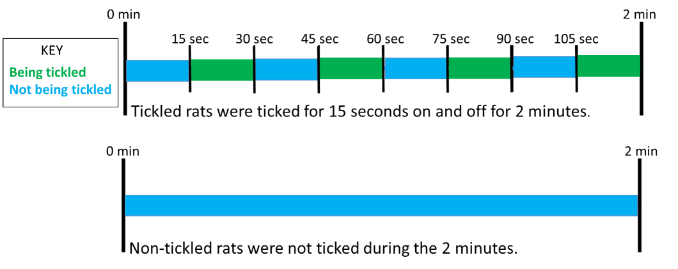 0 min
2 min
15 sec 30 sec 45 sec 60 sec 75 sec 90 sec 105 sec
KEY
Being tickled
Not being tickled
Tickled rats were ticked for 15 seconds on and off for 2 minutes.
0 min
2 min
Non-tickled rats were not ticked during the 2 minutes.